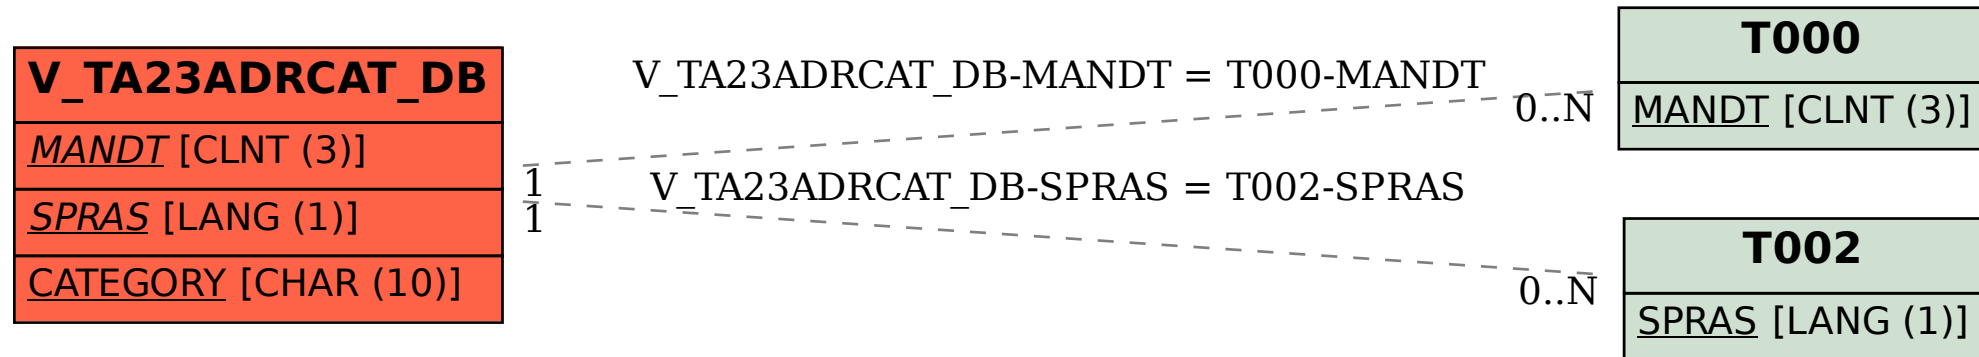 V_TA23ADRCAT_DB
MANDT [CLNT (3)]
SPRAS [LANG (1)]
CATEGORY [CHAR (10)]
V_TA23ADRCAT_DB-MANDT = T000-MANDT
0..N
1
V_TA23ADRCAT_DB-SPRAS = T002-SPRAS
1
0..N
T000
MANDT [CLNT (3)]
T002
SPRAS [LANG (1)]